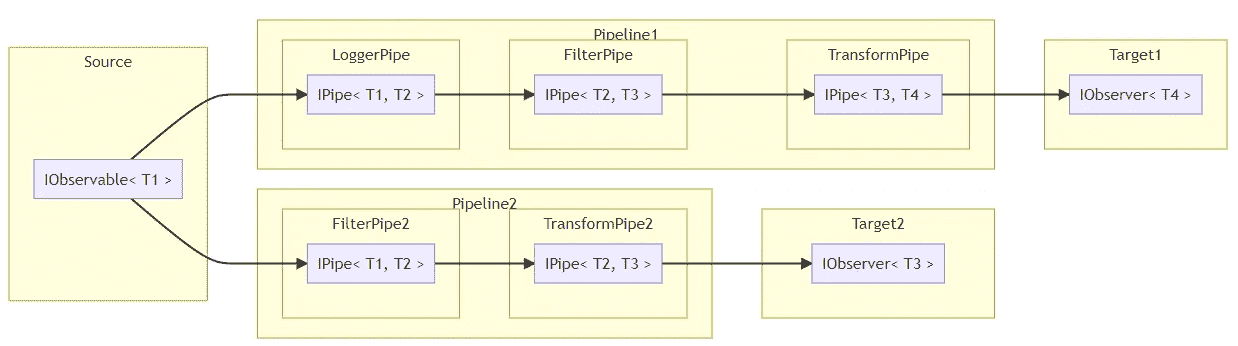 Source
IObservable< T1 >
Pipeline1
LoggerPipe
IPipe< T1, T2 >
FilterPipe
IPipe< T2, T3 >
TransformPipe
IPipe< T3, T4 >
Target1
IObserver< T4 >
Pipeline2
FilterPipe2
IPipe< T1, T2 >
TransformPipe2
IPipe< T2, T3 >
Target2
IObserver< T3 >